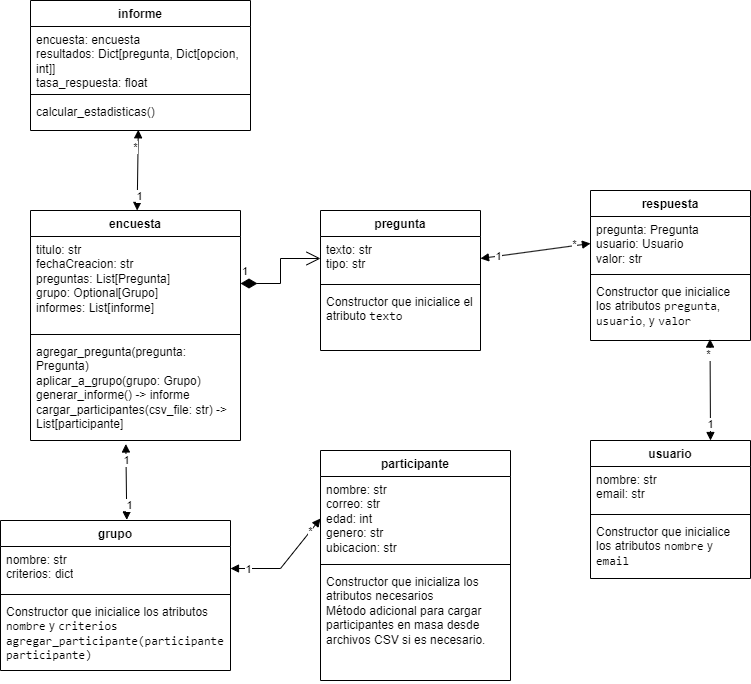 informe
encuesta: encuesta
resultados: Dict[pregunta, Dict[opcion,
int]]
tasa_respuesta: float
calcular_estadisticas()
*
1
encuesta
titulo: str
fechaCreacion: str
preguntas: List[Pregunta]
grupo: Optional[Grupo]
informes: List[informe]
agregar_pregunta(pregunta:
Pregunta)
aplicar_a_grupo(grupo: Grupo)
generar_informe() -> informe
cargar_participantes(csv_file: str) ->
List[participante]
1
pregunta
texto: str
tipo: str
Constructor que inicialice el
atributo texto
1
*
respuesta
pregunta: Pregunta
usuario: Usuario
valor: str
Constructor que inicialice
los atributos pregunta,
usuario, y valor
*
1
usuario
nombre: str
email: str
Constructor que inicialice
los atributos nombre y
email
1
1
grupo
nombre: str
criterios: dict
Constructor que inicialice los atributos
nombre y criterios
agregar_participante(participante
participante)
1
*
participante
nombre: str
correo: str
edad: int
genero: str
ubicacion: str
Constructor que inicializa los
atributos necesarios
Método adicional para cargar
participantes en masa desde
archivos CSV si es necesario.